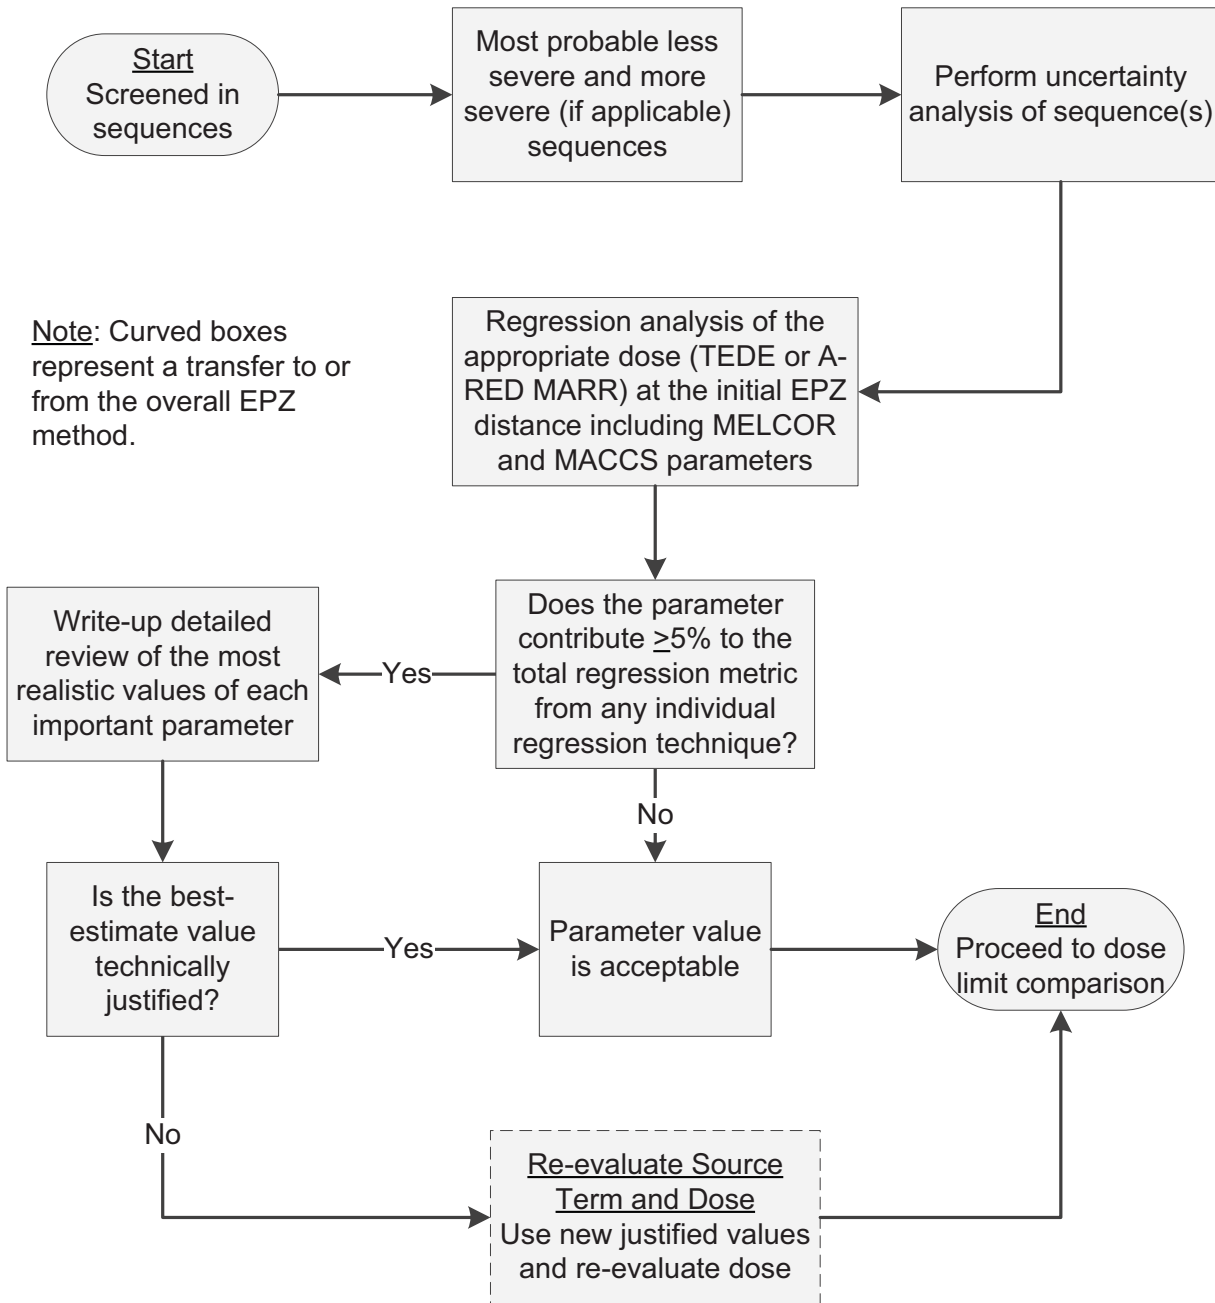 Start
Screened in
sequences
Most probable less
severe and more
severe (if applicable)
sequences
Perform uncertainty
analysis of sequence(s)
Note: Curved boxes
represent a transfer to or
from the overall EPZ
method.
Regression analysis of the
appropriate dose (TEDE or A-
RED MARR) at the initial EPZ
distance including MELCOR
and MACCS parameters
Does the parameter
contribute ≥5% to the
total regression metric
from any individual
regression technique?
Yes
Write-up detailed
review of the most
realistic values of each
important parameter
No
Is the best-
estimate value
technically
justified?
Yes
Parameter value
is acceptable
End
Proceed to dose
limit comparison
No
Re-evaluate Source
Term and Dose
Use new justified values
and re-evaluate dose